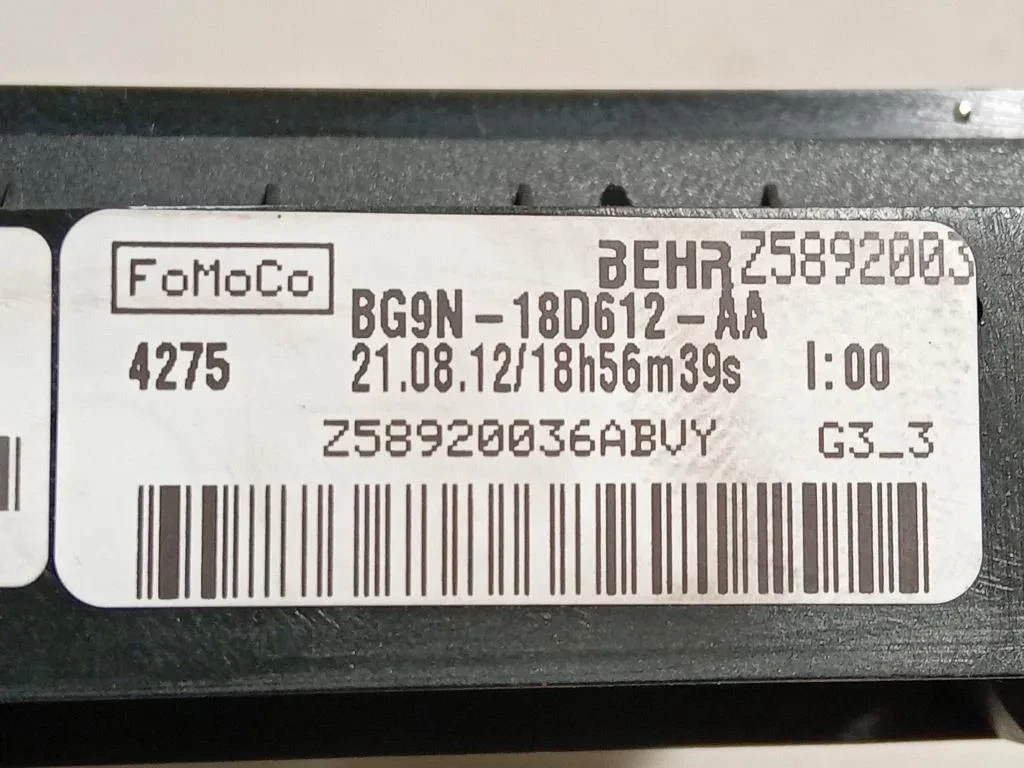 FoMoCo BEHR Z5892003
BG9N-18D612-AA
4275 21.08.12/18h56m39s I:00
Z58920036ABVY G3_3